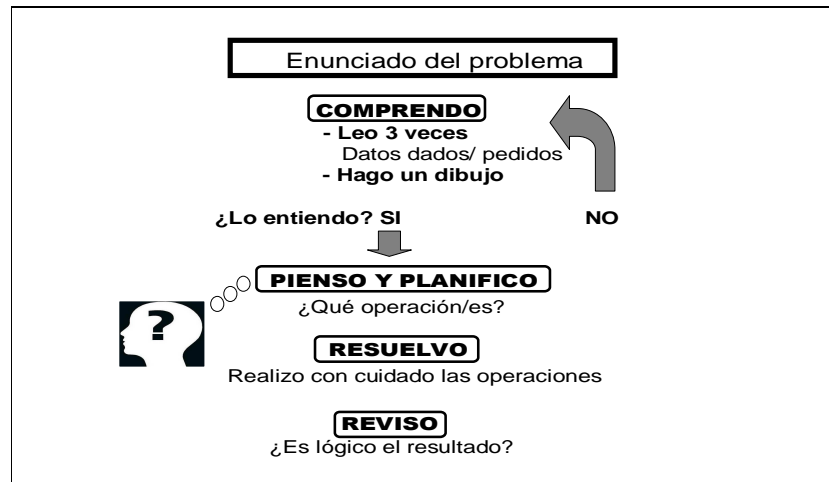 Enunciado del problema
COMPRENDO
- Leo 3 veces
Datos dados/ pedidos
- Hago un dibujo
¿Lo entiendo? SI NO
PIENSO Y PLANIFICO
¿Qué operación/es?
?
RESUELVO
Realizo con cuidado las operaciones
REVISO
¿Es lógico el resultado?